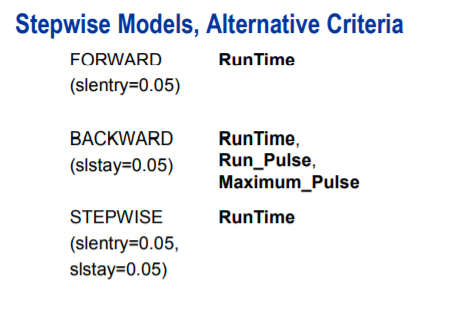 Stepwise Models, Alternative Criteria
FORWARD RunTime
(slentry=0.05)
BACKWARD RunTime,
(slstay=0.05) Run_Pulse,
Maximum_Pulse
STEPWISE RunTime
(slentry=0.05,
slstay=0.05)